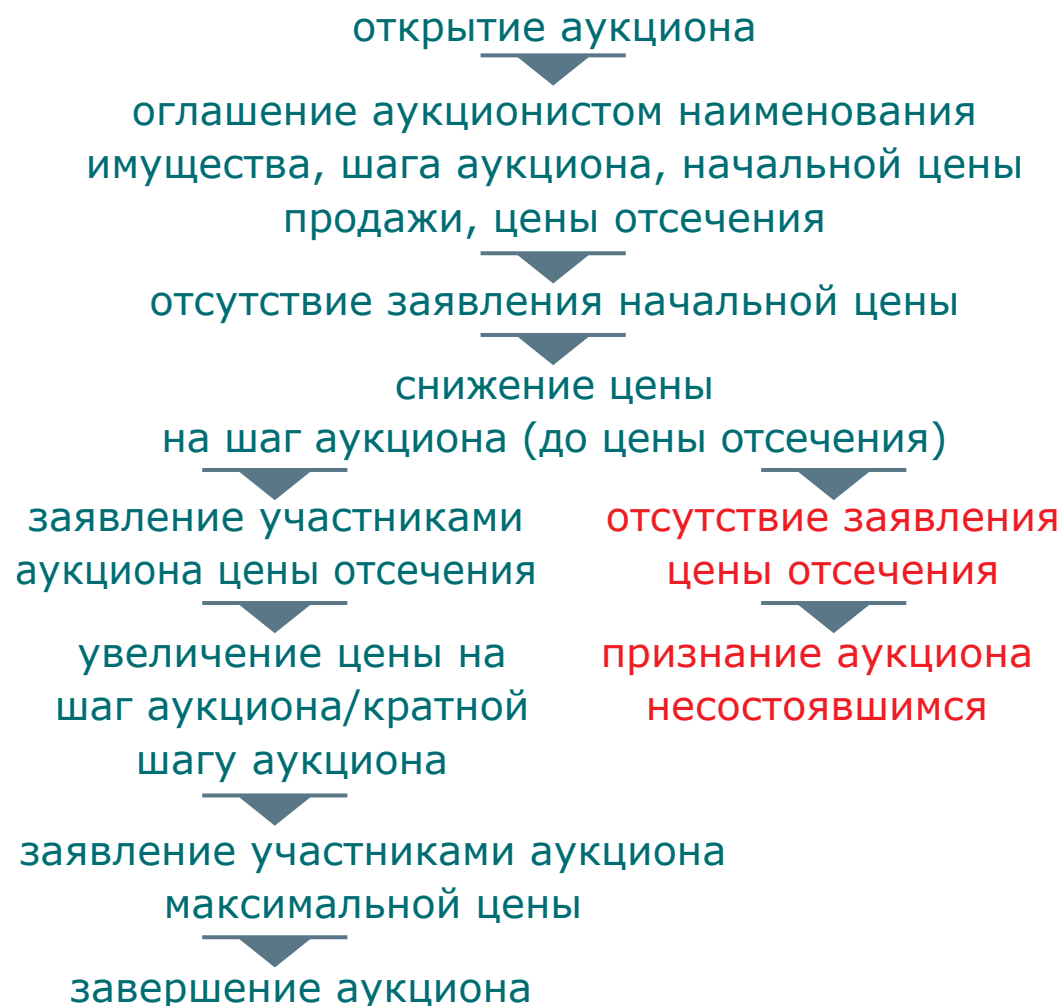 открытие аукциона
оглашение аукционистом наименования
имущества, шага аукциона, начальной цены
продажи, цены отсечения
отсутствие заявления начальной цены
снижение цены
на шаг аукциона (до цены отсечения)
заявление участниками
аукциона цены отсечения
отсутствие заявления
цены отсечения
увеличение цены на
шаг аукциона/кратной
шагу аукциона
признание аукциона
несостоявшимся
заявление участниками аукциона
максимальной цены
завершение аукциона